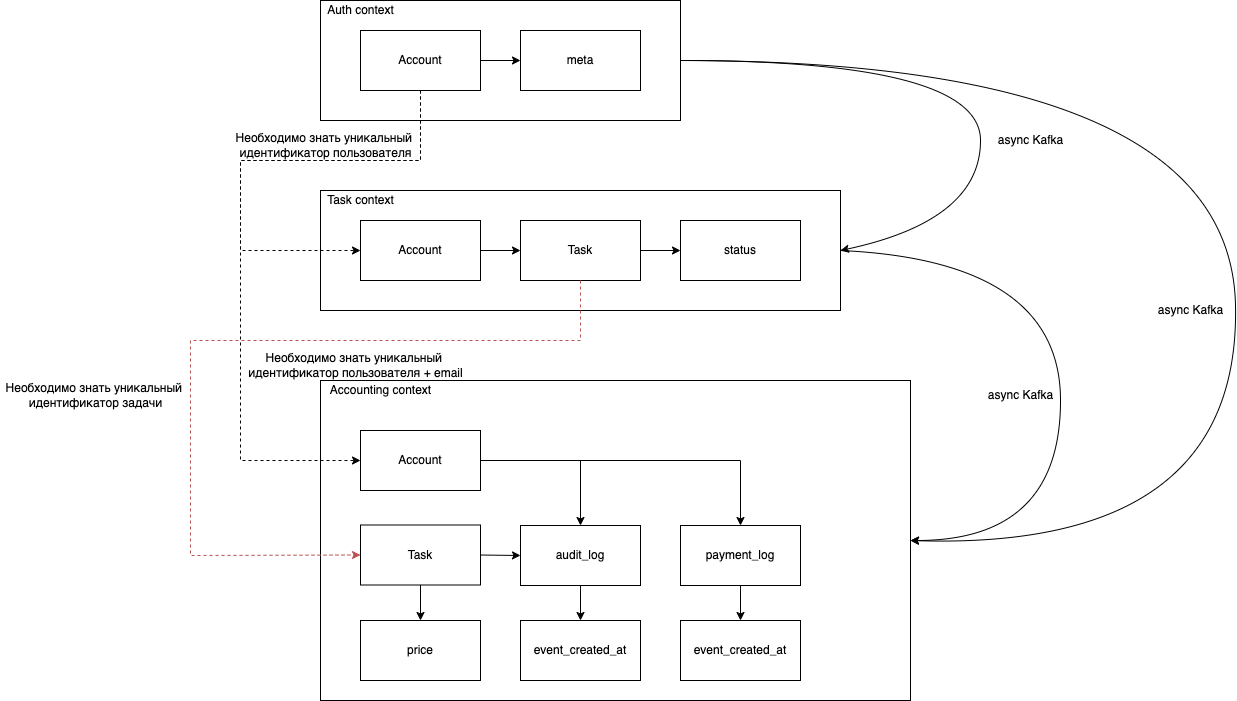 Auth context
Account
meta
Необходимо знать уникальный
идентификатор пользователя
async Kafka
Task context
Account
Task
status
async Kafka
Необходимо знать уникальный
идентификатор пользователя + email
Необходимо знать уникальный
идентификатор задачи
async Kafka
Accounting context
Account
Task
audit_log
payment_log
price
event_created_at
event_created_at